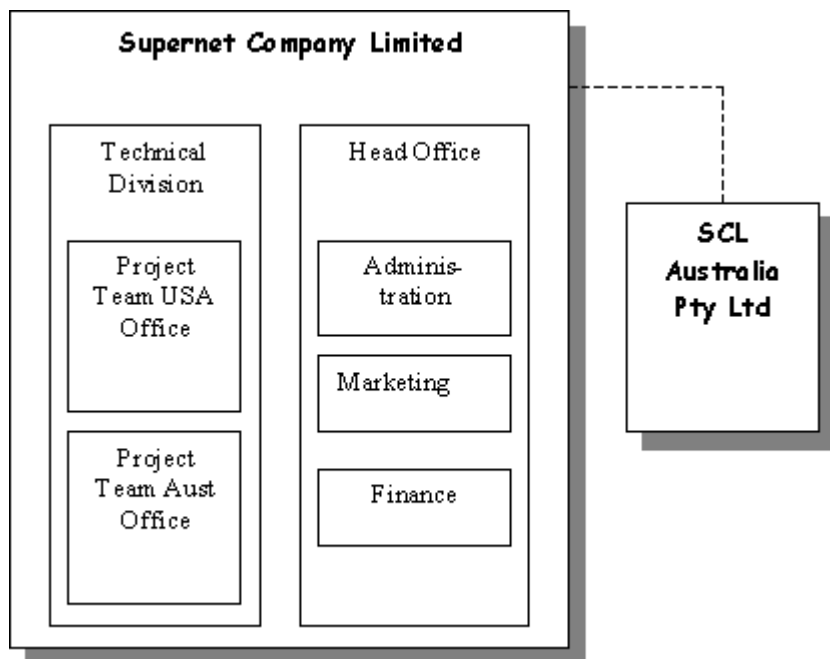 Supernet Company Limited
Technical
Division
Project
Team USA
Office
Project
Team Aust
Office
Head Office
Adminis-
tration
Marketing
Finance
SCL
Australia
Pty Ltd